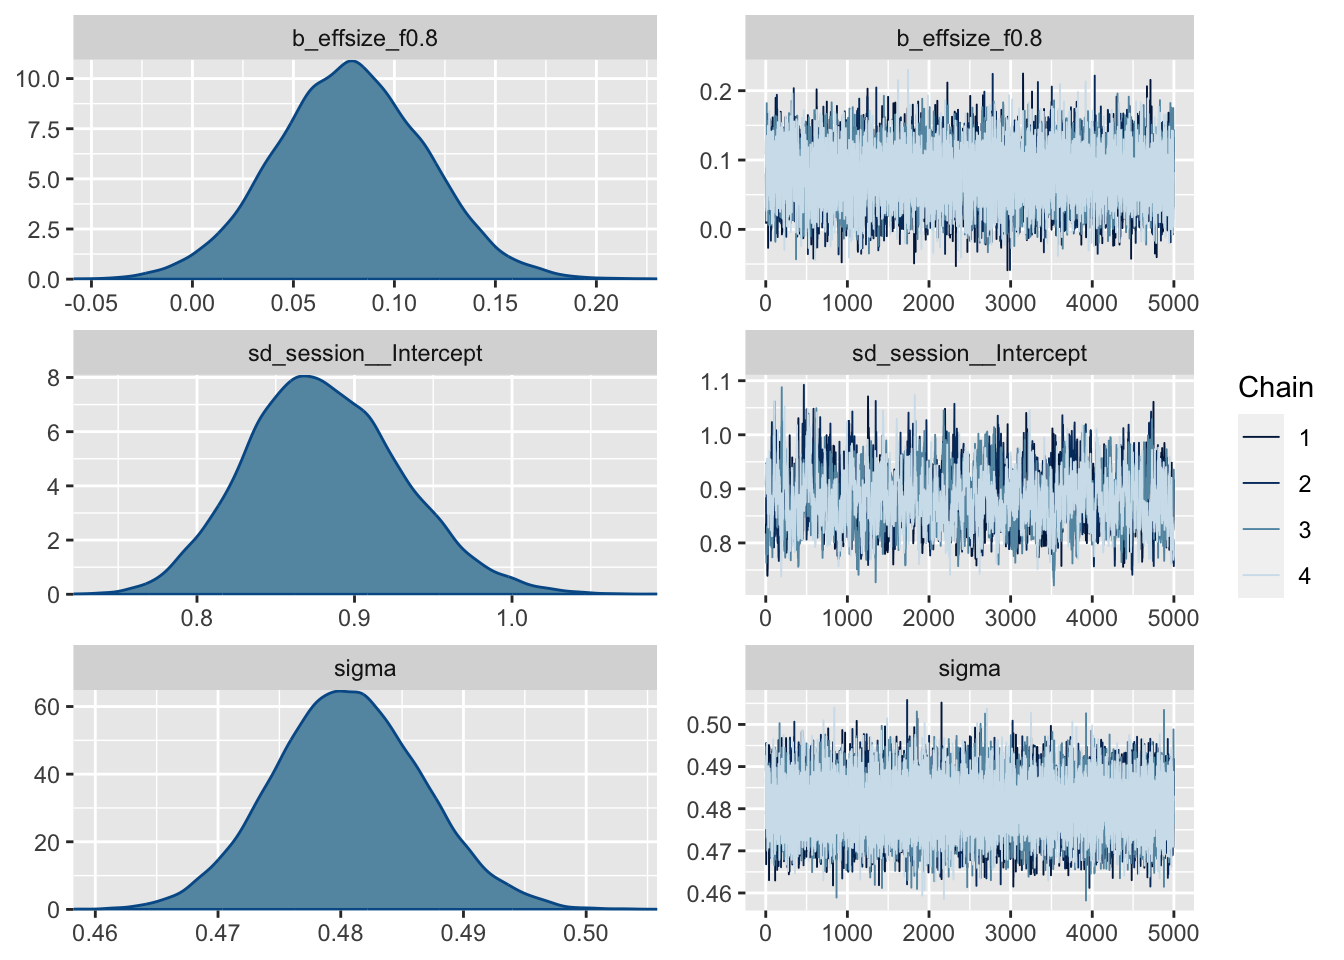 b_effsize_f0.8
b_effsize_f0.8
10.0
7.5
5.0
2.5
0.0
-0.05 0.00 0.05 0.10 0.15 0.20
0.2
0.1
0.0
0 1000 2000 3000 4000 5000
sd_session__Intercept
sd_session__Intercept
8
6
4
2
0
0.8 0.9 1.0
1.1
1.0
0.9
0.8
0 1000 2000 3000 4000 5000
Chain
1
2
3
4
sigma
sigma
60
40
20
0
0.46 0.47 0.48 0.49 0.50
0.50
0.49
0.48
0.47
0.46
0 1000 2000 3000 4000 5000